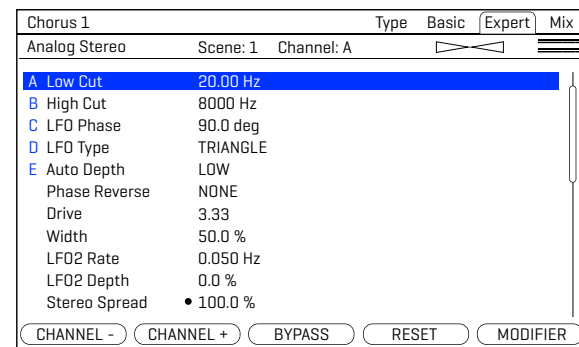 Chorus 1 Type Basic Expert Mix
Analog Stereo Scene: 1 Channel: A
A Low Cut 20.00 Hz
B High Cut 8000 Hz
C LFO Phase 90.0 deg
D LFO Type TRIANGLE
E Auto Depth LOW
Phase Reverse NONE
Drive 3.33
Width 50.0 %
LFO2 Rate 0.050 Hz
LFO2 Depth 0.0 %
Stereo Spread • 100.0 %
CHANNEL - CHANNEL + BYPASS RESET MODIFIER